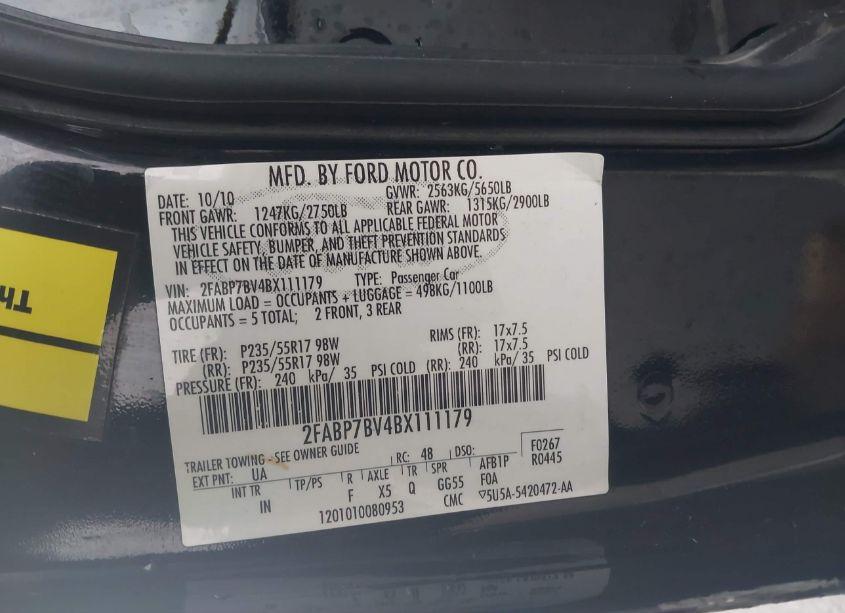 MFD. BY FORD MOTOR CO.
DATE: 10/10 GVWR: 2563KG/5650LB
FRONT GAWR: 1247KG/2750LB REAR GAWR: 1315KG/2900LB
THIS VEHICLE CONFORMS TO ALL APPLICABLE FEDERAL MOTOR
VEHICLE SAFETY, BUMPER, AND THEFT PREVENTION STANDARDS
IN EFFECT ON THE DATE OF MANUFACTURE SHOWN ABOVE.
VIN: 2FABP7BV4BX111179 TYPE: Passenger Car
MAXIMUM LOAD = OCCUPANTS + LUGGAGE = 498KG/1100LB
OCCUPANTS = 5 TOTAL; 2 FRONT, 3 REAR
TIRE (FR): P235/55R17 98W RIMS (FR): 17x7.5
(RR): P235/55R17 98W (RR): 17x7.5
PRESSURE (FR): 240 kPa/ 35 PSI COLD (RR): 240 kPa/ 35 PSI COLD
2FABP7BV4BX111179
TRAILER TOWING - SEE OWNER GUIDE
EXT PNT: UA RC: 48 DSO: F0267
R0445
INT TR TP/PS R AXLE TR SPR AFB1P
IN F X5 Q GG55 FOA
1201010080953 CMC 5U5A-5420472-AA
Th